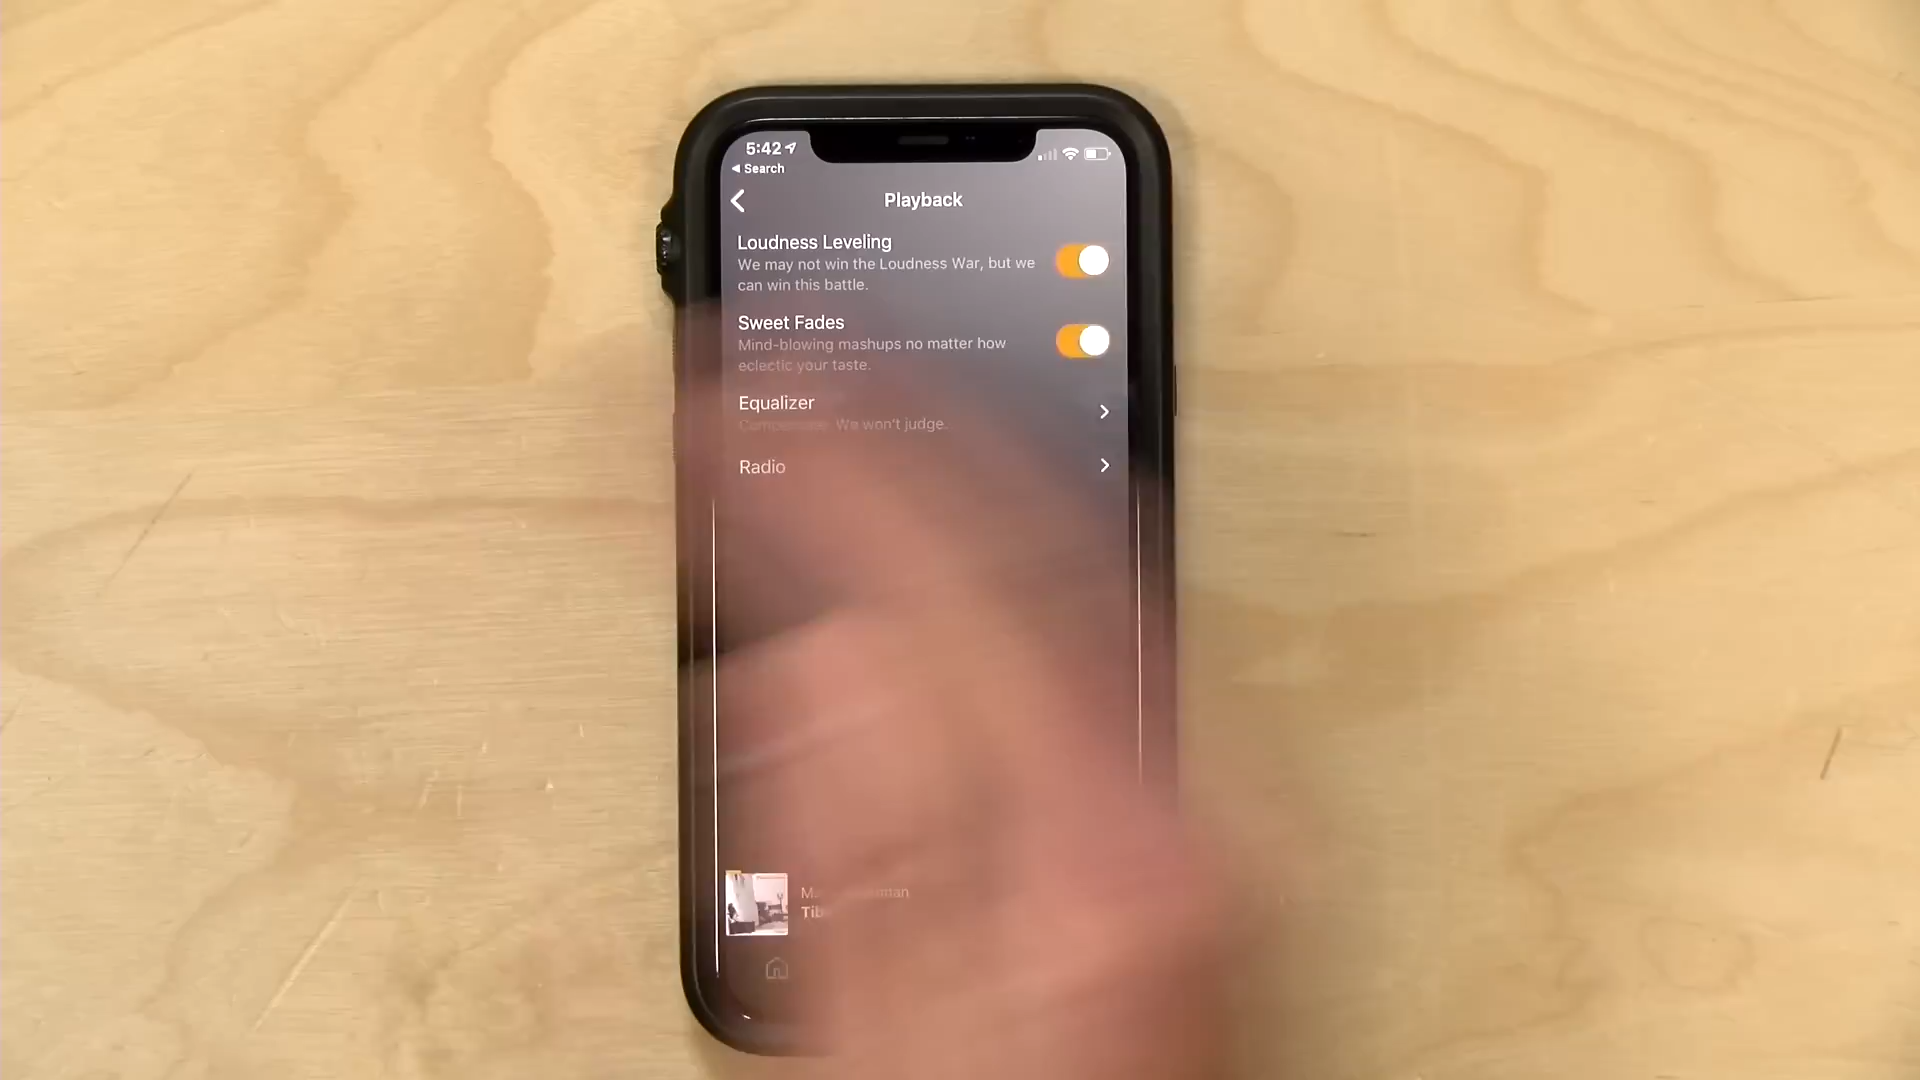 5:42
Search
Playback
Loudness Leveling
We may not win the Loudness War, but we
can win this battle.
Sweet Fades
Mind-blowing mashups no matter how
eclectic your taste.
Equalizer
We won't judge.
Radio